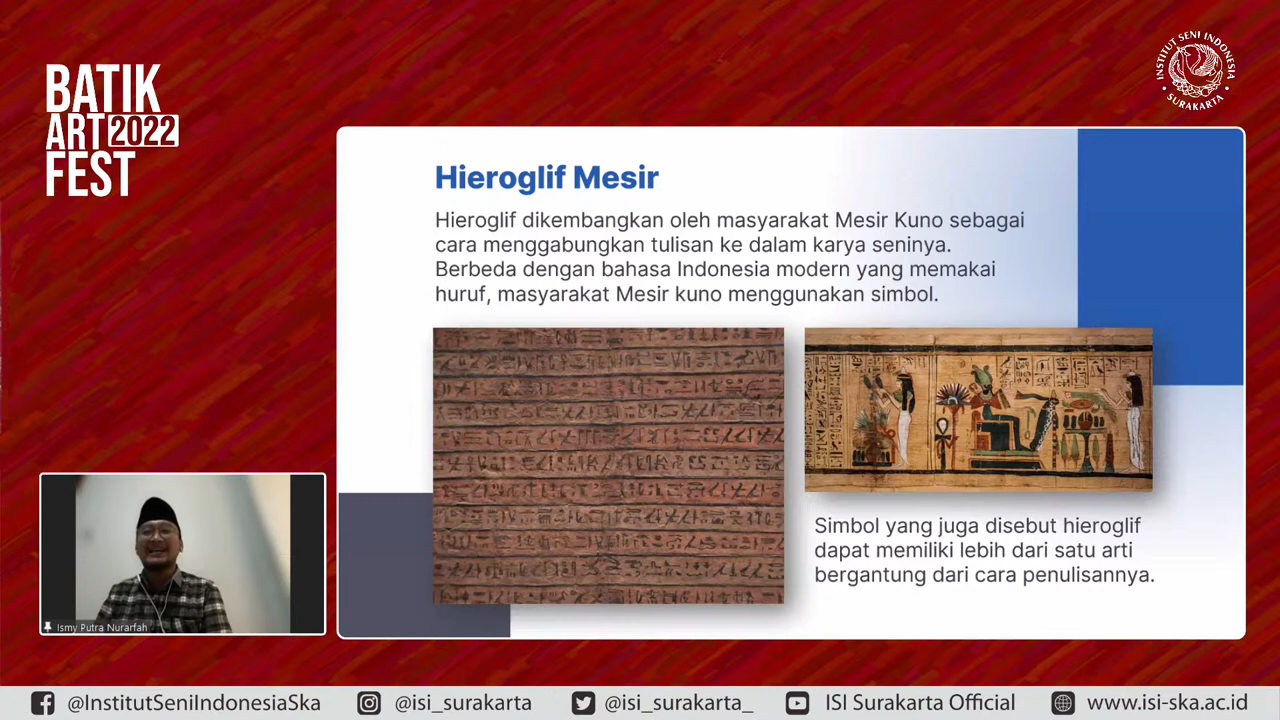 BATIK
ART 2022
FEST
INSTITUT SENI INDONESIA
SURAKARTA
Hieroglif Mesir
Hieroglif dikembangkan oleh masyarakat Mesir Kuno sebagai
cara menggabungkan tulisan ke dalam karya seninya.
Berbeda dengan bahasa Indonesia modern yang memakai
huruf, masyarakat Mesir kuno menggunakan simbol.
Simbol yang juga disebut hieroglif
dapat memiliki lebih dari satu arti
bergantung dari cara penulisannya.
Ismy Putra Nurarfah
@InstitutSeniIndonesiaSka
@isi_surakarta
@isi_surakarta_
ISI Surakarta Official
www.isi-ska.ac.id